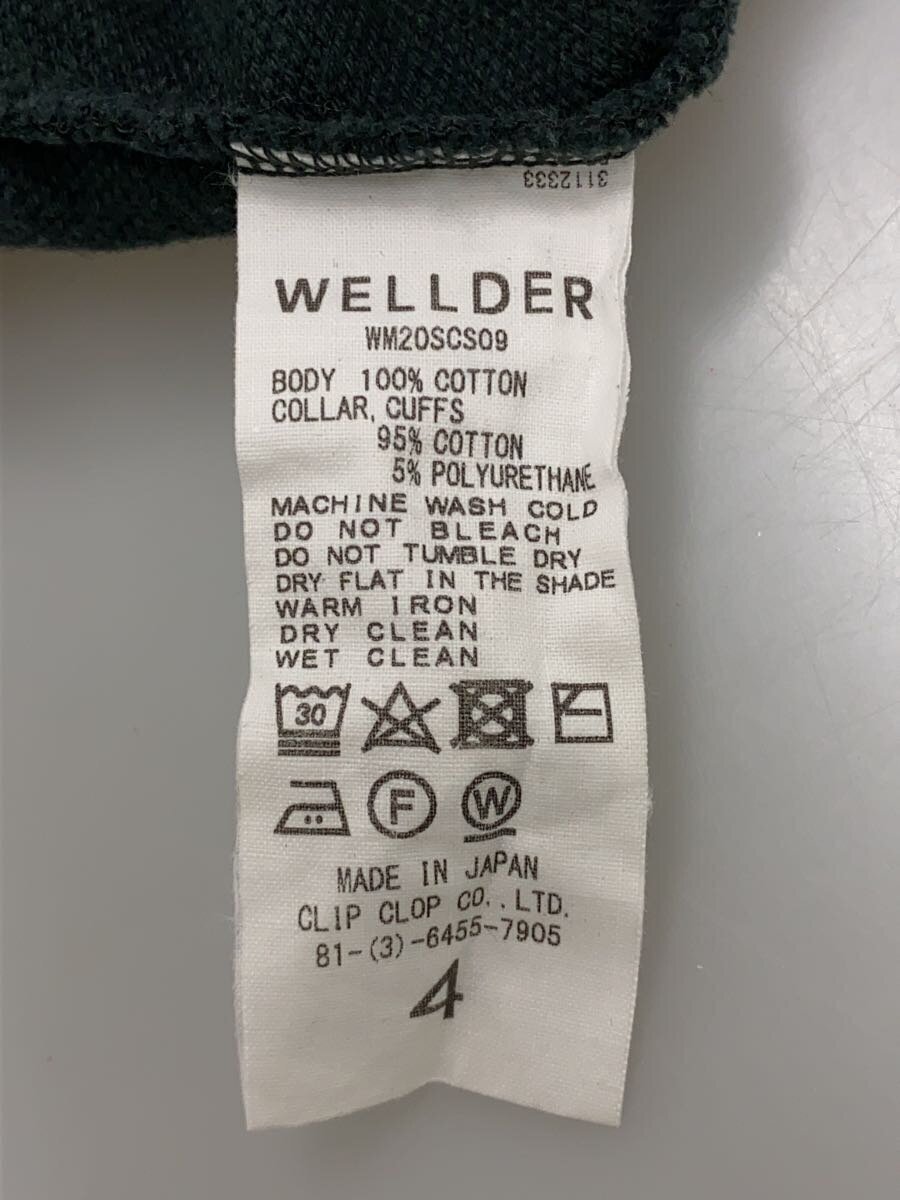 3112333
WELLDER
WM20SCS09
BODY 100% COTTON
COLLAR, CUFFS
95% COTTON
5% POLYURETHANE
MACHINE WASH COLD
DO NOT BLEACH
DO NOT TUMBLE DRY
DRY FLAT IN THE SHADE
WARM IRON
DRY CLEAN
WET CLEAN
30
F W
MADE IN JAPAN
CLIP CLOP CO..LTD.
81-(3)-6455-7905
4